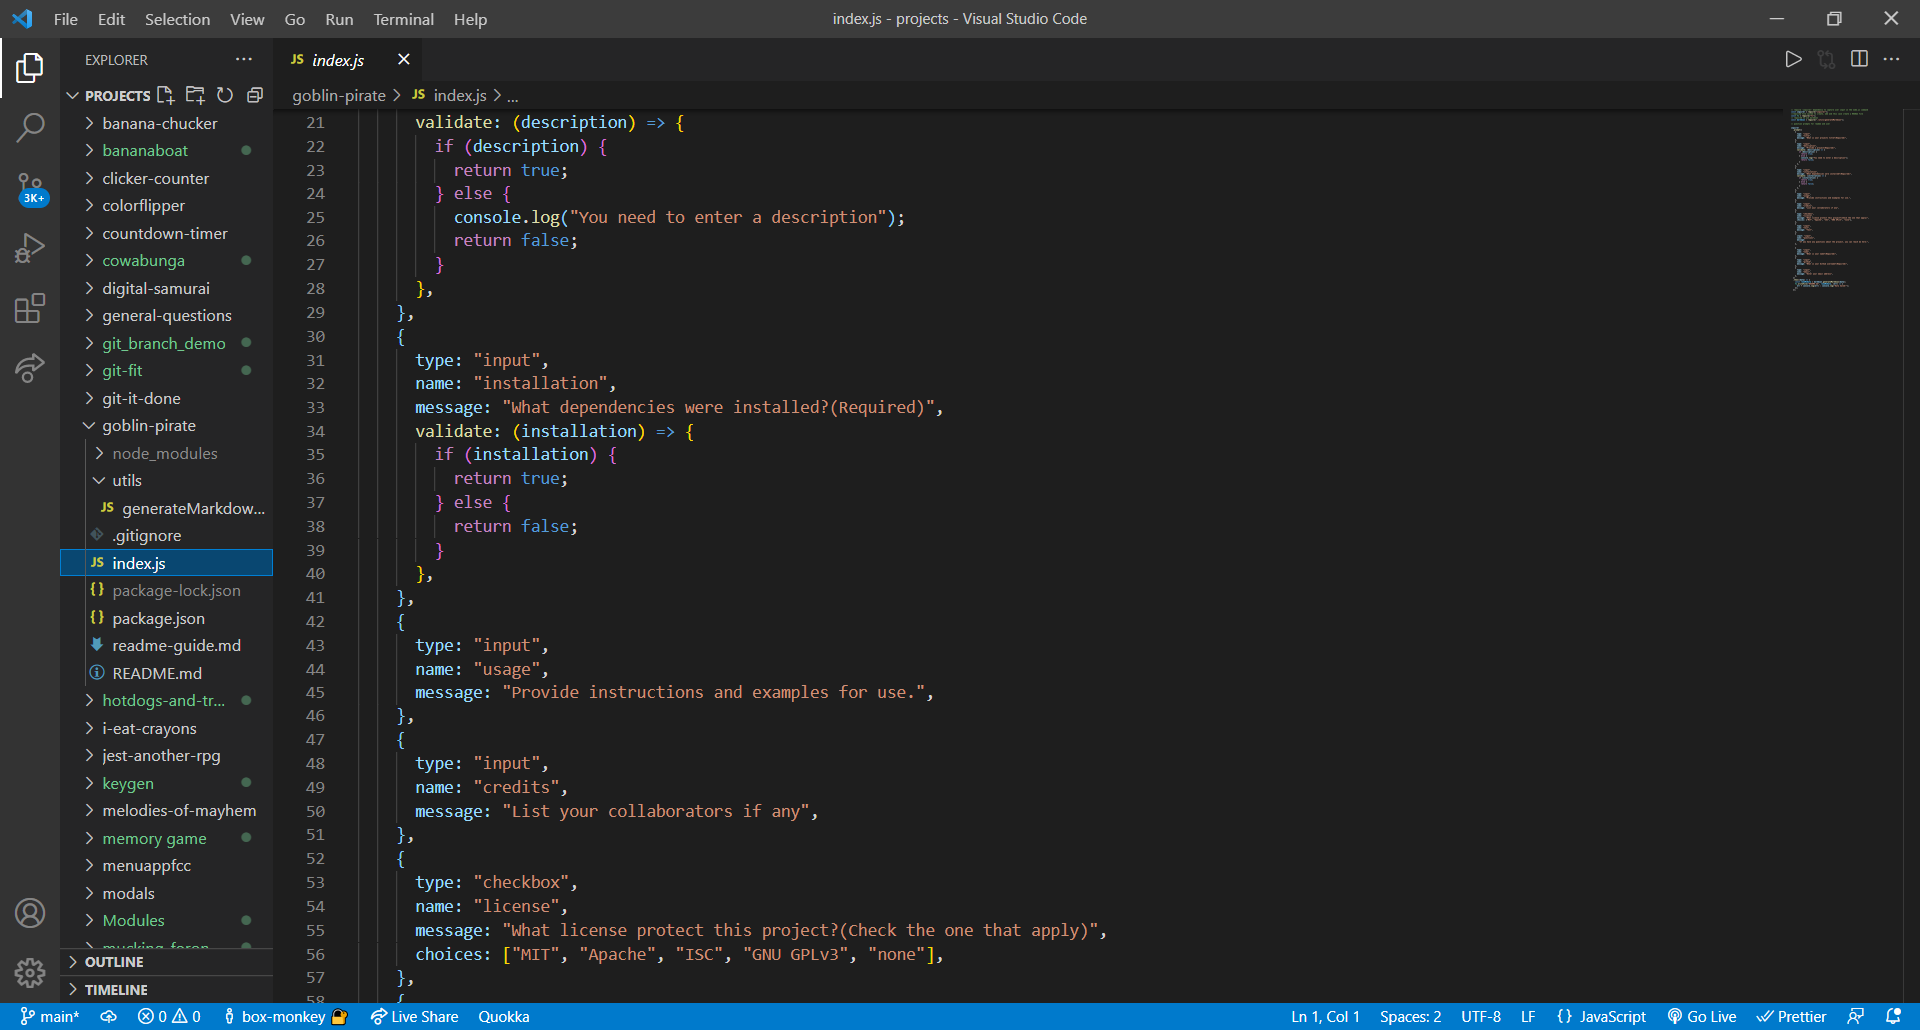 File Edit Selection View Go Run Terminal Help
index.js - projects - Visual Studio Code
EXPLORER
JS index.js
PROJECTS
goblin-pirate > JS index.js > ...
banana-chucker
bananaboat
clicker-counter
colorflipper
countdown-timer
cowabunga
digital-samurai
general-questions
git_branch_demo
git-fit
git-it-done
goblin-pirate
node_modules
utils
JS generateMarkdow...
.gitignore
JS index.js
{} package-lock.json
{} package.json
readme-guide.md
README.md
hotdogs-and-tr...
i-eat-crayons
jest-another-rpg
keygen
melodies-of-mayhem
memory game
menuappfcc
modals
Modules
OUTLINE
TIMELINE
3K+
21 validate: (description) => {
22 if (description) {
23 return true;
24 } else {
25 console.log("You need to enter a description");
26 return false;
27 }
28 },
29 },
30 {
31 type: "input",
32 name: "installation",
33 message: "What dependencies were installed?(Required)",
34 validate: (installation) => {
35 if (installation) {
36 return true;
37 } else {
38 return false;
39 }
40 },
41 },
42 {
43 type: "input",
44 name: "usage",
45 message: "Provide instructions and examples for use.",
46 },
47 {
48 type: "input",
49 name: "credits",
50 message: "List your collaborators if any",
51 },
52 {
53 type: "checkbox",
54 name: "license",
55 message: "What license protect this project?(Check the one that apply)",
56 choices: ["MIT", "Apache", "ISC", "GNU GPLv3", "none"],
57 },
58 {
main* 0 0 box-monkey Live Share Quokka
Ln 1, Col 1 Spaces: 2 UTF-8 LF {} JavaScript Go Live Prettier